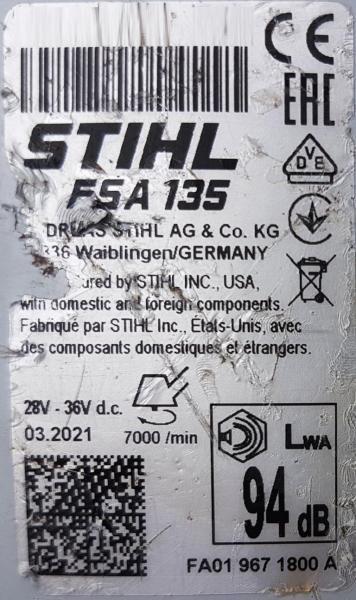 CE
EAC
STIHL
FSA 135
VDE
STIHL AG & Co. KG
Waiblingen/GERMANY
by STIHL INC., USA,
with domestic and foreign components.
Fabriqué par STIHL Inc., États-Unis, avec
des composants domestiques et étrangers.
28V - 36V d.c.
03.2021
7000 /min
LWA
94 dB
FA01 967 1800 A